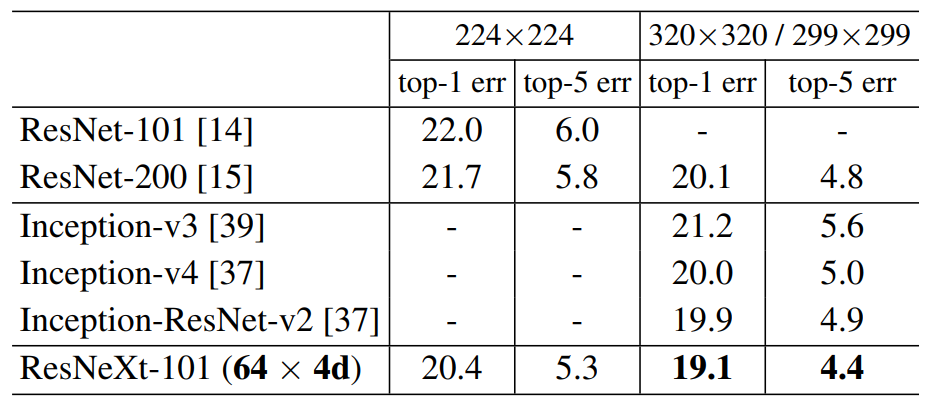 224×224 320×320 / 299×299
top-1 err top-5 err top-1 err top-5 err
ResNet-101 [14] 22.0 6.0 - -
ResNet-200 [15] 21.7 5.8 20.1 4.8
Inception-v3 [39] - - 21.2 5.6
Inception-v4 [37] - - 20.0 5.0
Inception-ResNet-v2 [37] - - 19.9 4.9
ResNeXt-101 (64 × 4d) 20.4 5.3 19.1 4.4